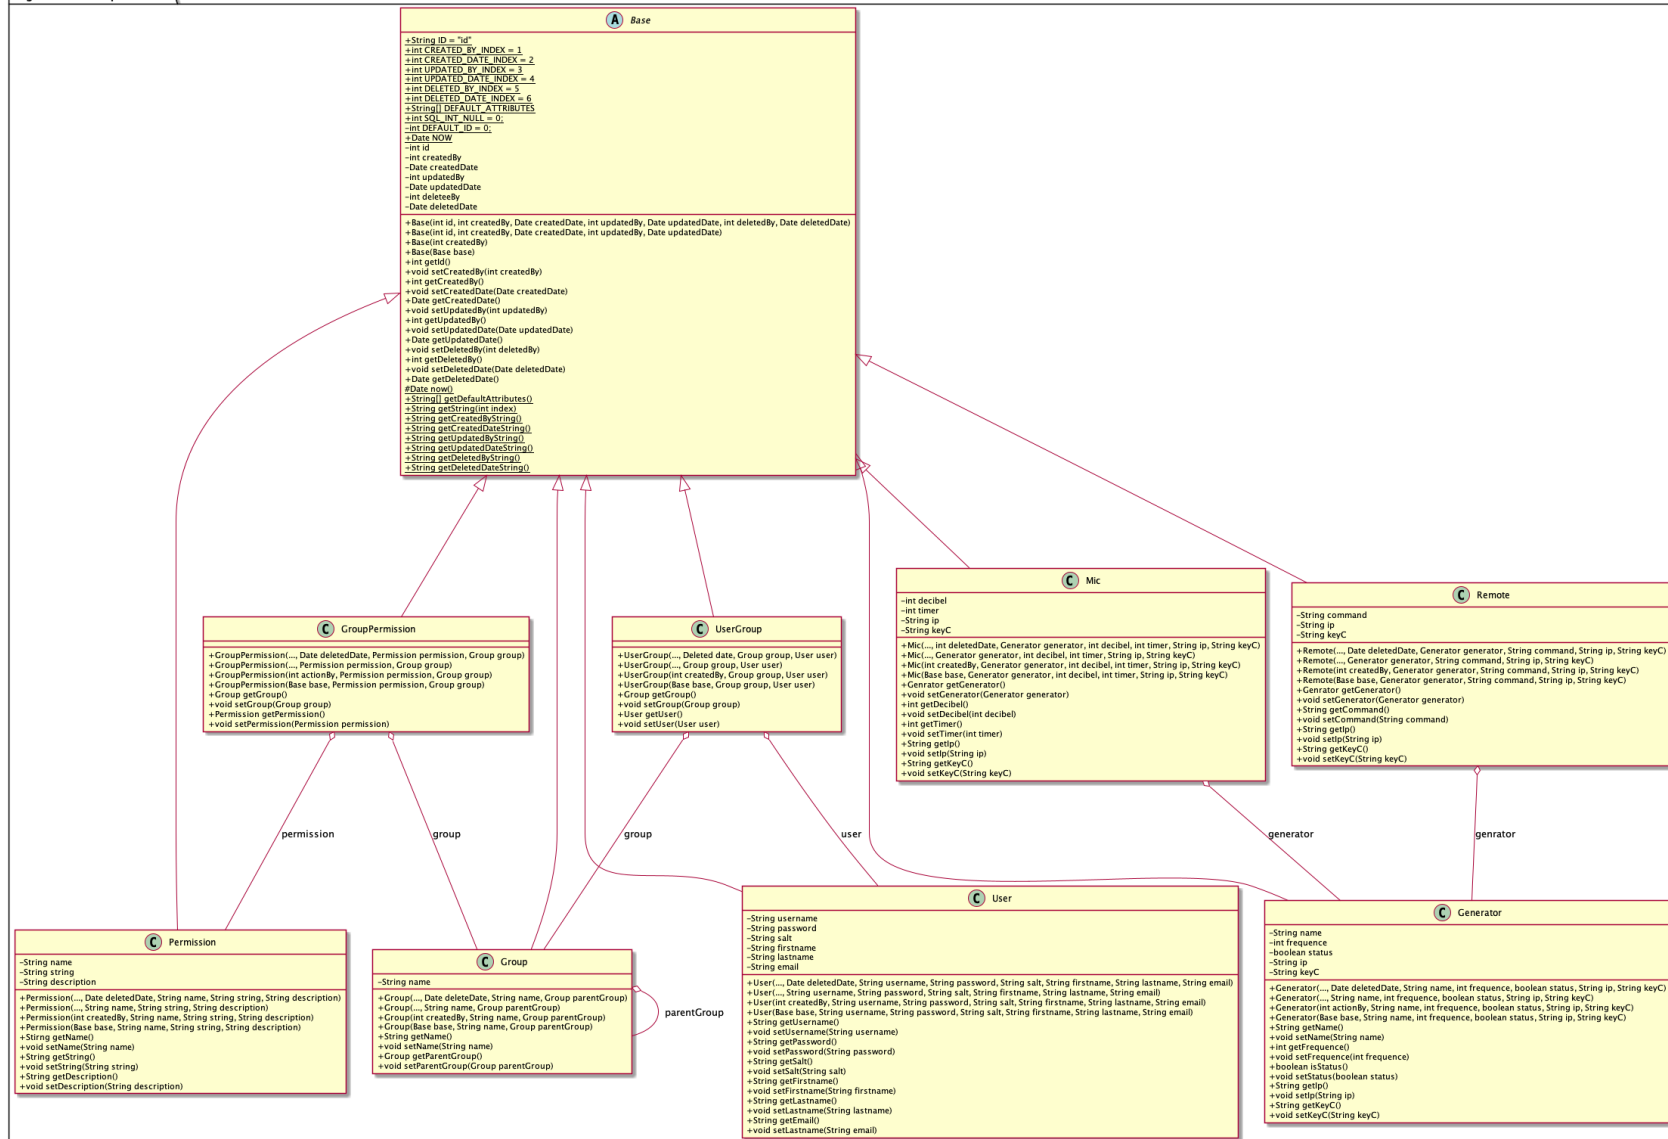 Base
+String ID = "id"
+int CREATED_BY_INDEX = 1
+int CREATED_DATE_INDEX = 2
+int UPDATED_BY_INDEX = 3
+int UPDATED_DATE_INDEX = 4
+int DELETED_BY_INDEX = 5
+int DELETED_DATE_INDEX = 6
+String[] DEFAULT_ATTRIBUTES
+int SQL_INT_NULL = 0;
-int DEFAULT_ID = 0;
+Date NOW
-int id
-int createdBy
-Date createdDate
-int updatedBy
-Date updatedDate
-int deleteeBy
-Date deletedDate
+Base(int id, int createdBy, Date createdDate, int updatedBy, Date updatedDate, int deletedBy, Date deletedDate)
+Base(int id, int createdBy, Date createdDate, int updatedBy, Date updatedDate)
+Base(int createdBy)
+Base(Base base)
+int getId()
+void setCreatedBy(int createdBy)
+int getCreatedBy()
+void setCreatedDate(Date createdDate)
+Date getCreatedDate()
+void setUpdatedBy(int updatedBy)
+int getUpdatedBy()
+void setUpdatedDate(Date updatedDate)
+Date getUpdatedDate()
+void setDeletedBy(int deletedBy)
+int getDeletedBy()
+void setDeletedDate(Date deletedDate)
+Date getDeletedDate()
#Date now()
+String[] getDefaultAttributes()
+String getString(int index)
+String getCreatedByString()
+String getCreatedDateString()
+String getUpdatedByString()
+String getUpdatedDateString()
+String getDeletedByString()
+String getDeletedDateString()
GroupPermission
+GroupPermission(..., Date deletedDate, Permission permission, Group group)
+GroupPermission(..., Permission permission, Group group)
+GroupPermission(int actionBy, Permission permission, Group group)
+GroupPermission(Base base, Permission permission, Group group)
+Group getGroup()
+void setGroup(Group group)
+Permission getPermission()
+void setPermission(Permission permission)
UserGroup
+UserGroup(..., Deleted date, Group group, User user)
+UserGroup(..., Group group, User user)
+UserGroup(int createdBy, Group group, User user)
+UserGroup(Base base, Group group, User user)
+Group getGroup()
+void setGroup(Group group)
+User getUser()
+void setUser(User user)
Mic
-int decibel
-int timer
-String ip
-String keyC
+Mic(..., int deletedDate, Generator generator, int decibel, int timer, String ip, String keyC)
+Mic(..., Generator generator, int decibel, int timer, String ip, String keyC)
+Mic(int createdBy, Generator generator, int decibel, int timer, String ip, String keyC)
+Mic(Base base, Generator generator, int decibel, int timer, String ip, String keyC)
+Genrator getGenerator()
+void setGenerator(Generator generator)
+int getDecibel()
+void setDecibel(int decibel)
+int getTimer()
+void setTimer(int timer)
+String getIp()
+void setIp(String ip)
+String getKeyC()
+void setKeyC(String keyC)
Remote
-String command
-String ip
-String keyC
+Remote(..., Date deletedDate, Generator generator, String command, String ip, String keyC)
+Remote(..., Generator generator, String command, String ip, String keyC)
+Remote(int createdBy, Generator generator, String command, String ip, String keyC)
+Remote(Base base, Generator generator, String command, String ip, String keyC)
+Genrator getGenerator()
+void setGenerator(Generator generator)
+String getCommand()
+void setCommand(String command)
+String getIp()
+void setIp(String ip)
+String getKeyC()
+void setKeyC(String keyC)
permission
group
group
user
generator
genrator
Permission
-String name
-String string
-String description
+Permission(..., Date deletedDate, String name, String string, String description)
+Permission(..., String name, String string, String description)
+Permission(int createdBy, String name, String string, String description)
+Permission(Base base, String name, String string, String description)
+Stirng getName()
+void setName(String name)
+String getString()
+void setString(String string)
+String getDescription()
+void setDescription(String description)
Group
-String name
+Group(..., Date deleteDate, String name, Group parentGroup)
+Group(..., String name, Group parentGroup)
+Group(int createdBy, String name, Group parentGroup)
+Group(Base base, String name, Group parentGroup)
+String getName()
+void setName(String name)
+Group getParentGroup()
+void setParentGroup(Group parentGroup)
parentGroup
User
-String username
-String password
-String salt
-String firstname
-String lastname
-String email
+User(..., Date deletedDate, String username, String password, String salt, String firstname, String lastname, String email)
+User(..., String username, String password, String salt, String firstname, String lastname, String email)
+User(int createdBy, String username, String password, String salt, String firstname, String lastname, String email)
+User(Base base, String username, String password, String salt, String firstname, String lastname, String email)
+String getUsername()
+void setUsername(String username)
+String getPassword()
+void setPassword(String password)
+String getSalt()
+void setSalt(String salt)
+String getFirstname()
+void setFirstname(String firstname)
+String getLastname()
+void setLastname(String lastname)
+String getEmail()
+void setLastname(String email)
Generator
-String name
-int frequence
-boolean status
-String ip
-String keyC
+Generator(..., Date deletedDate, String name, int frequence, boolean status, String ip, String keyC)
+Generator(..., String name, int frequence, boolean status, String ip, String keyC)
+Generator(int actionBy, String name, int frequence, boolean status, String ip, String keyC)
+Generator(Base base, String name, int frequence, boolean status, String ip, String keyC)
+String getName()
+void setName(String name)
+int getFrequence()
+void setFrequence(int frequence)
+boolean isStatus()
+void setStatus(boolean status)
+String getIp()
+void setIp(String ip)
+String getKeyC()
+void setKeyC(String keyC)